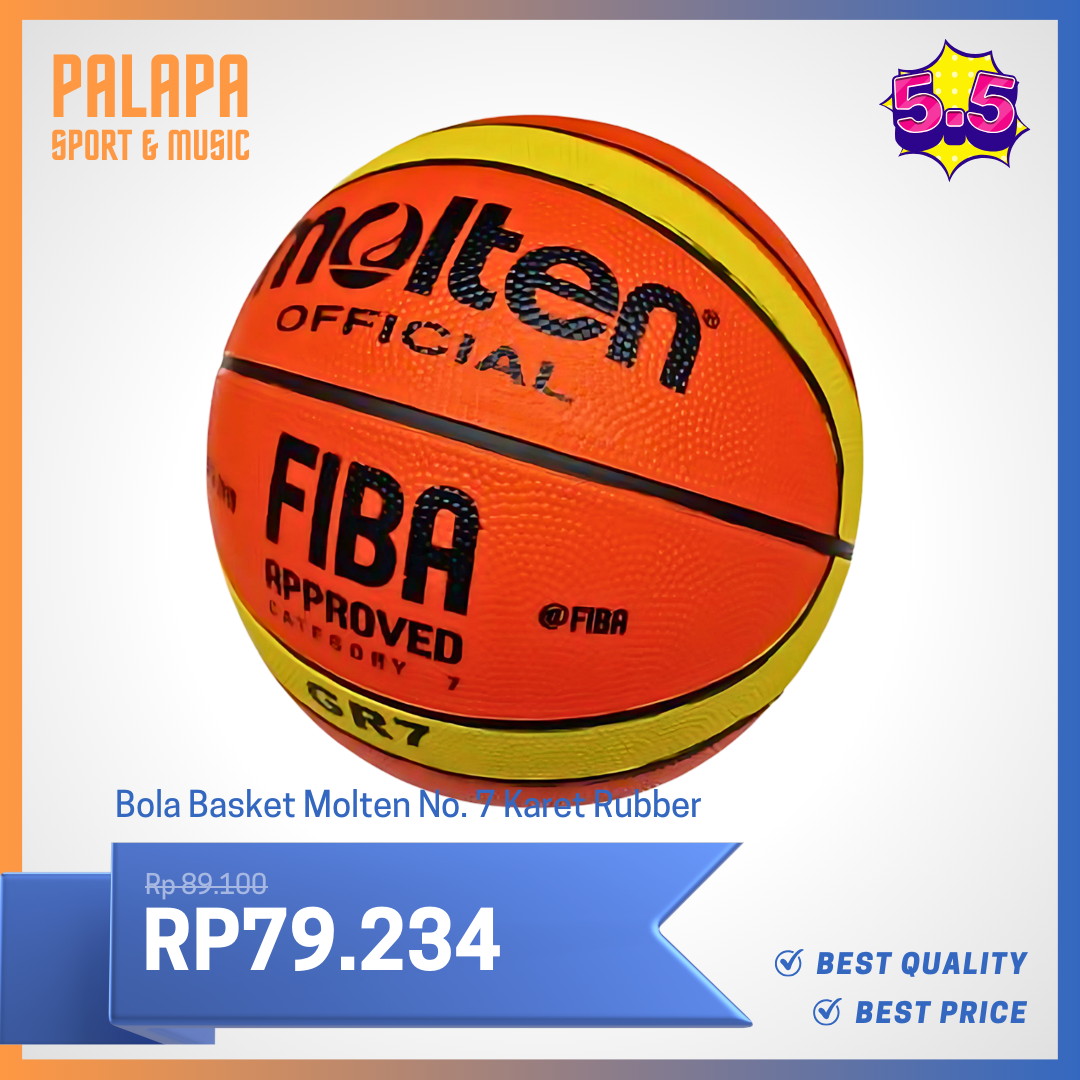 PALAPA
SPORT & MUSIC
5.5
molten®
OFFICIAL
FIBA
APPROVED
CATEGORY 7
@FIBA
GR7
Bola Basket Molten No. 7 Karet Rubber
Rp 89.100
RP79.234
BEST QUALITY
BEST PRICE